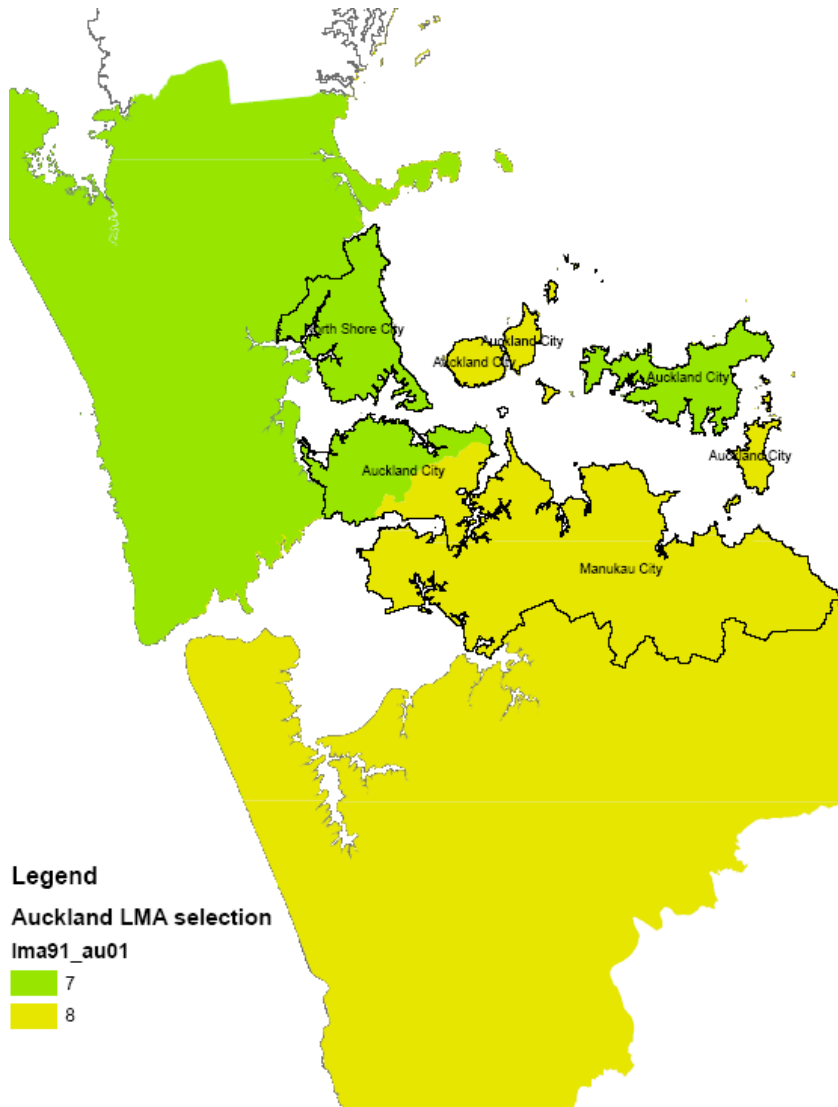 North Shore City
Auckland City
Auckland City
Auckland City
Auckland City
Auckland City
Manukau City
Legend
Auckland LMA selection
lma91_au01
7
8